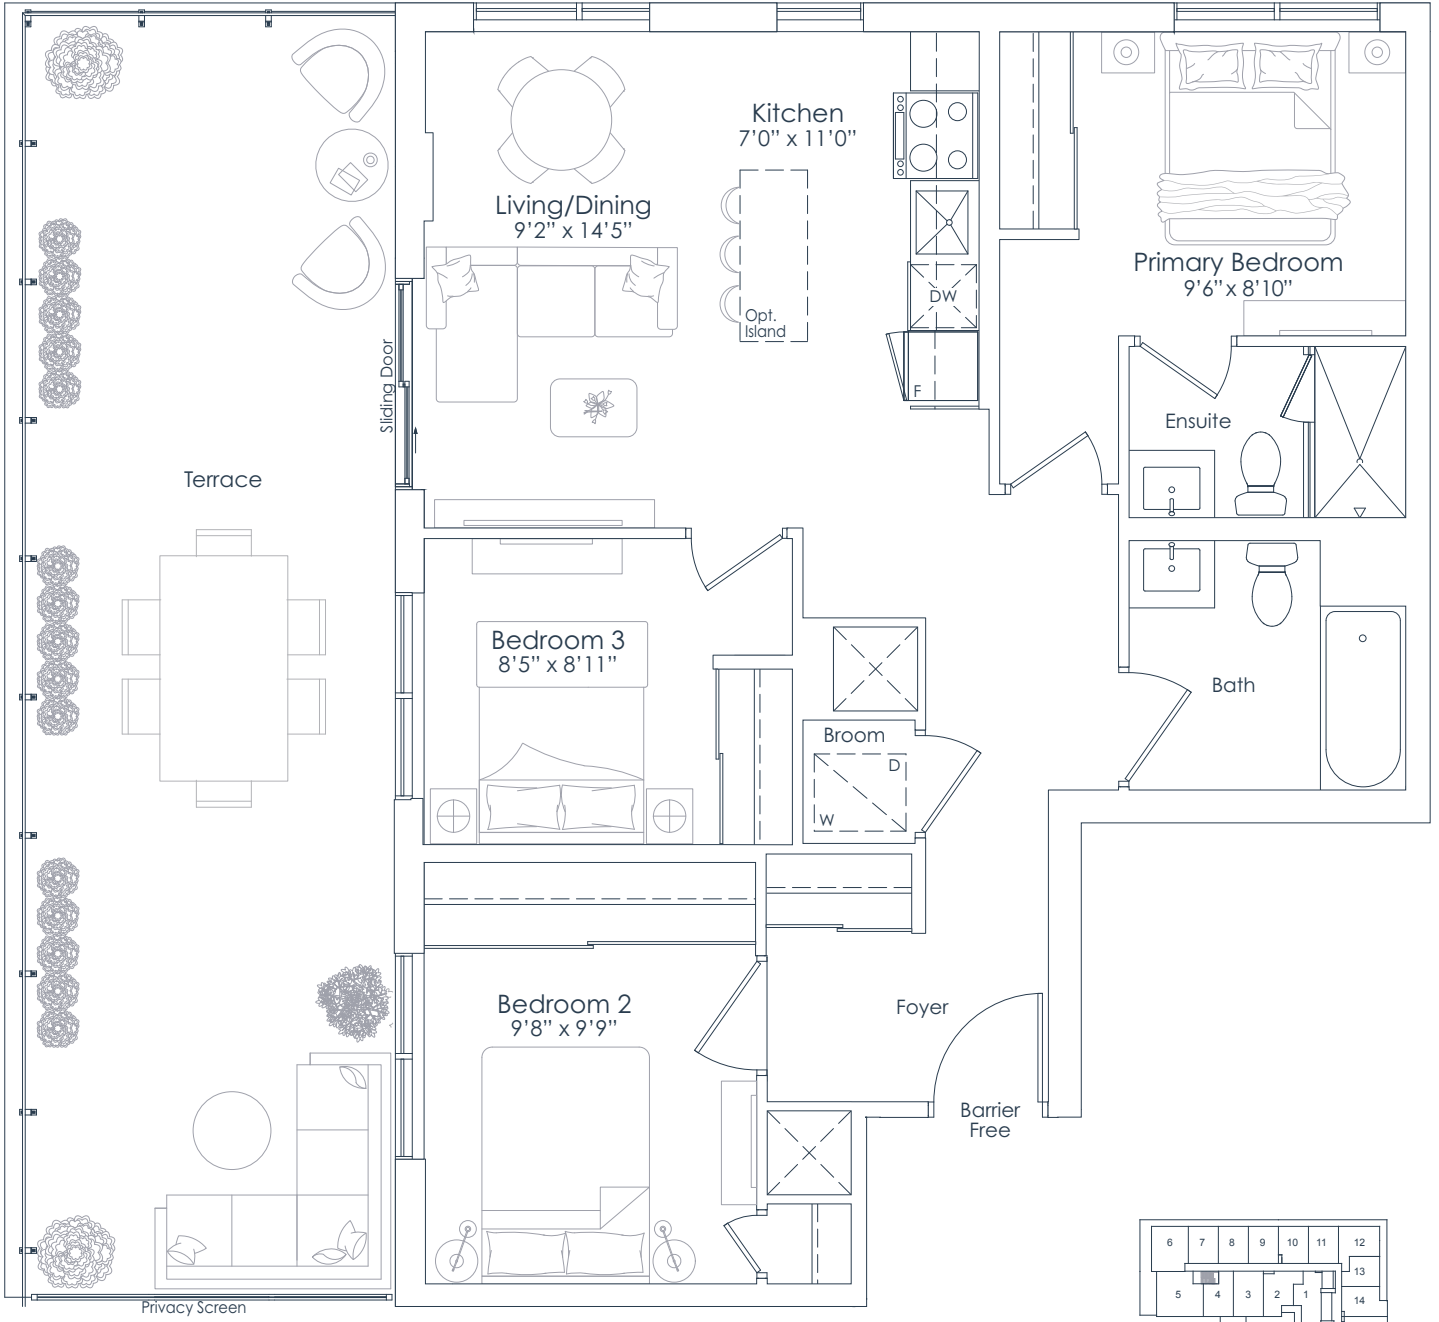 Kitchen
7’0” x 11’0”
Living/Dining
9’2” x 14’5”
Opt.
Island
DW
F
Primary Bedroom
9’6” x 8’10”
Sliding Door
Ensuite
Terrace
Bedroom 3
8’5” x 8’11”
Bath
Broom
D
W
Bedroom 2
9’8” x 9’9”
Foyer
Barrier
Free
Privacy Screen
6 7 8 9 10 11 12
13
5 4 3 2 1 14